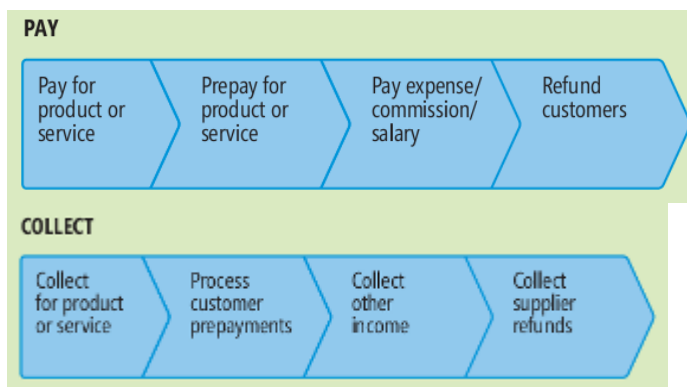 PAY
Pay for
product or
service
Prepay for
product or
service
Pay expense/
commission/
salary
Refund
customers
COLLECT
Collect
for product
or service
Process
customer
prepayments
Collect
other
income
Collect
supplier
refunds